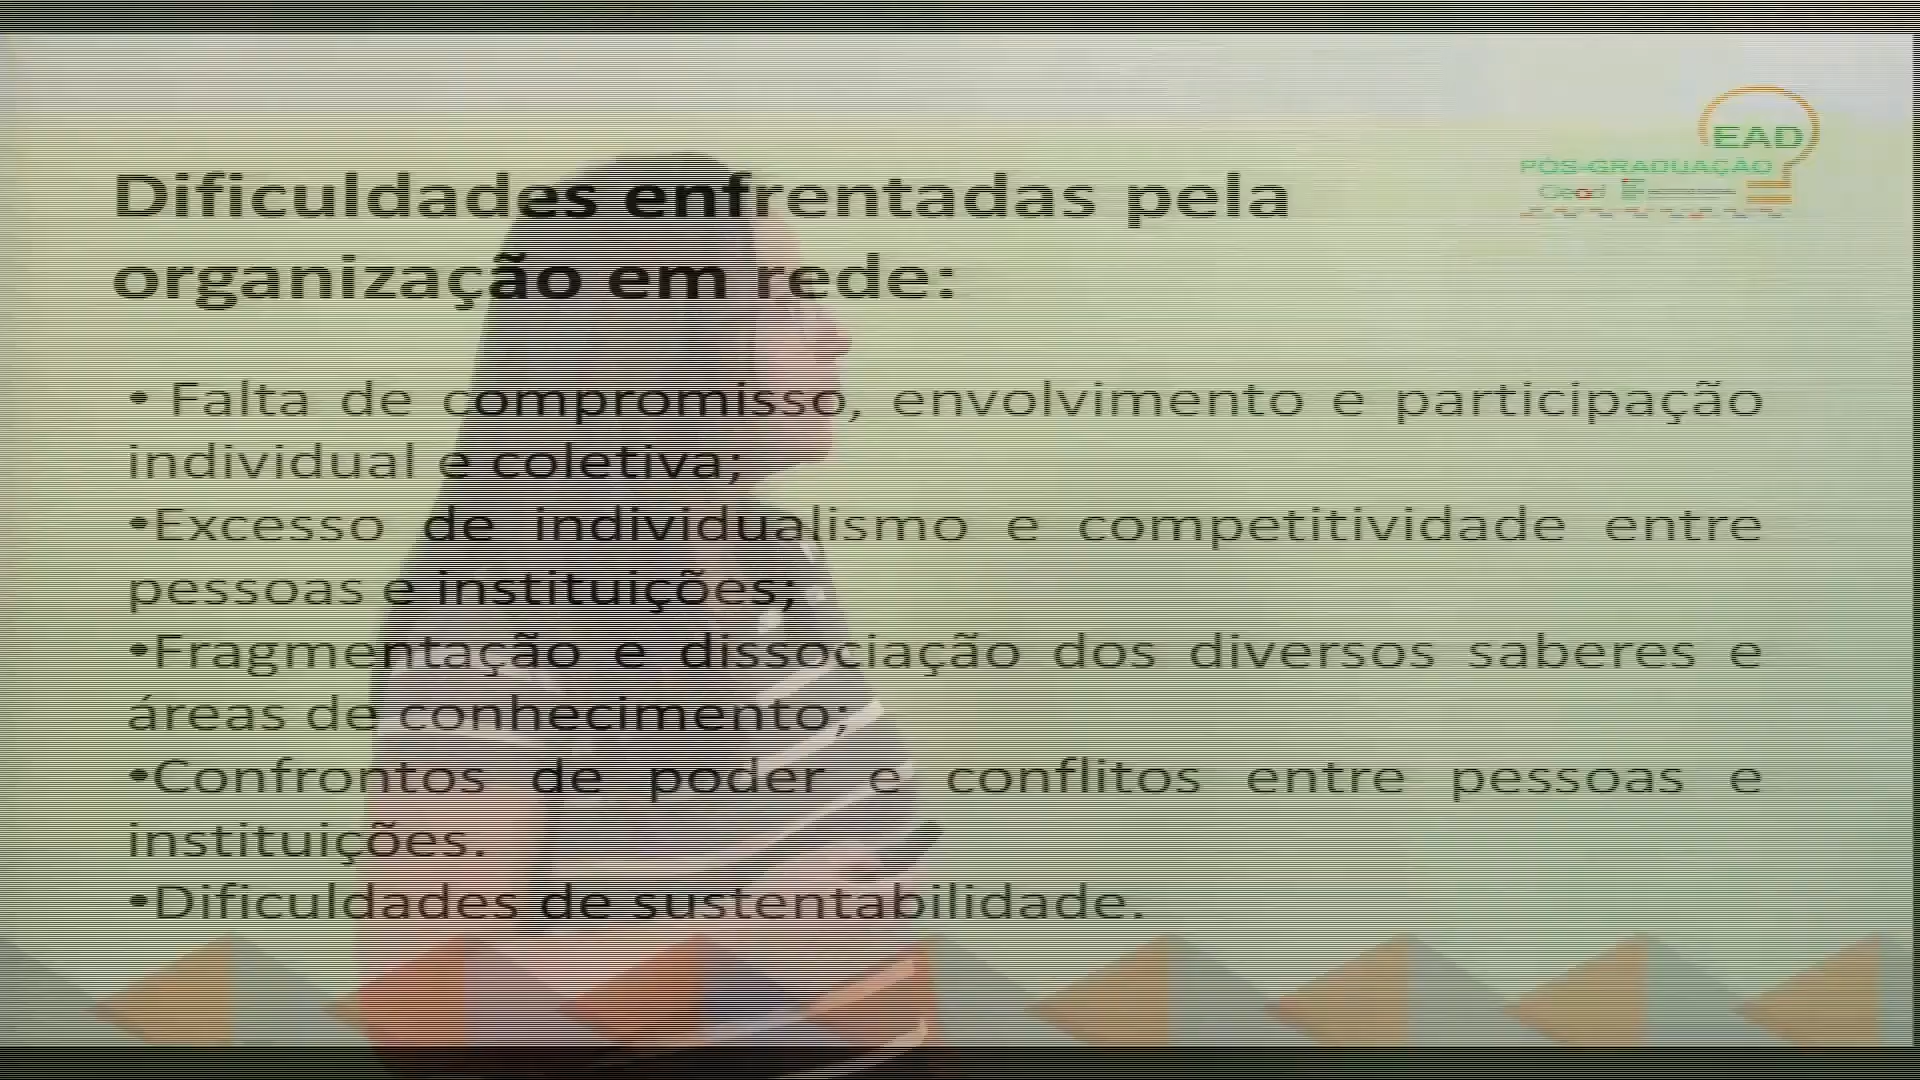 EAD
PÓS-GRADUAÇÃO
Cead
Dificuldades enfrentadas pela
organização em rede:
• Falta de compromisso, envolvimento e participação
individual e coletiva;
•Excesso de individualismo e competitividade entre
pessoas e instituições;
•Fragmentação e dissociação dos diversos saberes e
áreas de conhecimento;
•Confrontos de poder e conflitos entre pessoas e
instituições.
•Dificuldades de sustentabilidade.